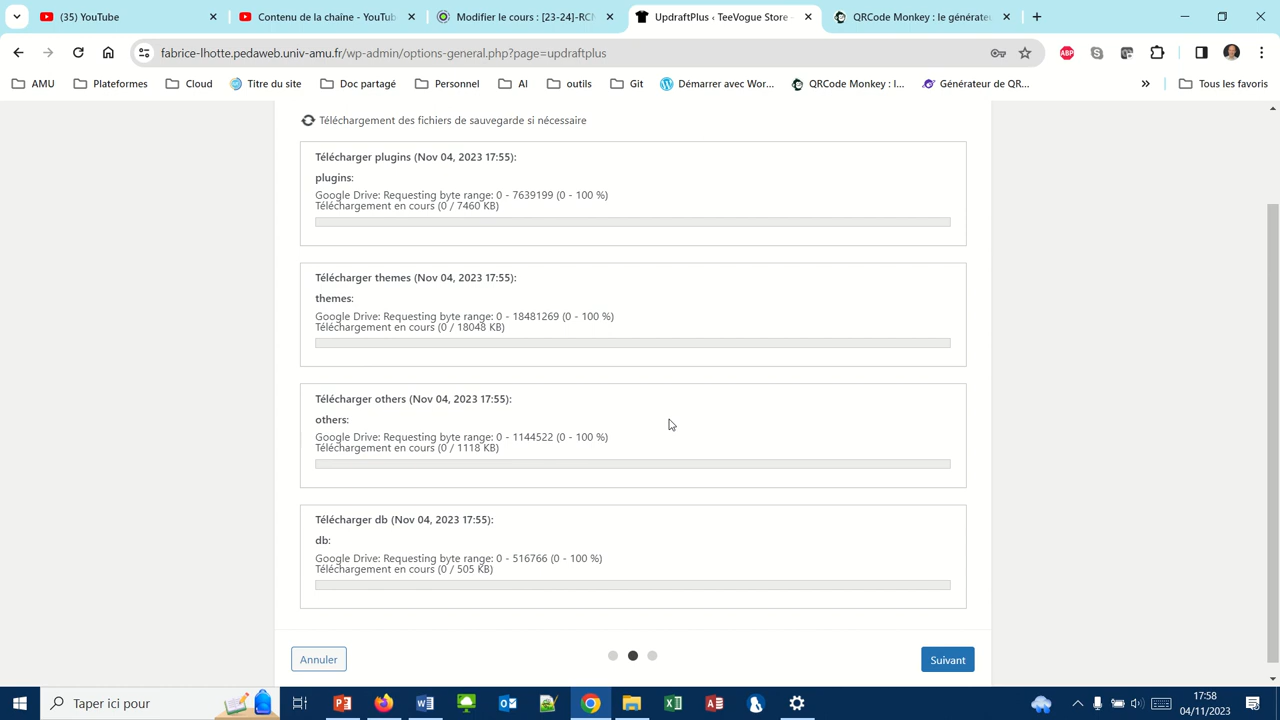 (35) YouTube
Contenu de la chaîne - YouTub
Modifier le cours : [23-24]-RCM
UpdraftPlus ‹ TeeVogue Store –
QRCode Monkey : le générateu
fabrice-lhotte.pedaweb.univ-amu.fr/wp-admin/options-general.php?page=updraftplus
AMU
Plateformes
Cloud
Titre du site
Doc partagé
Personnel
AI
outils
Git
Démarrer avec Wor...
QRCode Monkey : l...
Générateur de QR...
»
Tous les favoris
Téléchargement des fichiers de sauvegarde si nécessaire
Télécharger plugins (Nov 04, 2023 17:55):
plugins:
Google Drive: Requesting byte range: 0 - 7639199 (0 - 100 %)
Téléchargement en cours (0 / 7460 KB)
Télécharger themes (Nov 04, 2023 17:55):
themes:
Google Drive: Requesting byte range: 0 - 18481269 (0 - 100 %)
Téléchargement en cours (0 / 18048 KB)
Télécharger others (Nov 04, 2023 17:55):
others:
Google Drive: Requesting byte range: 0 - 1144522 (0 - 100 %)
Téléchargement en cours (0 / 1118 KB)
Télécharger db (Nov 04, 2023 17:55):
db:
Google Drive: Requesting byte range: 0 - 516766 (0 - 100 %)
Téléchargement en cours (0 / 505 KB)
Annuler
Suivant
Taper ici pour
17:58
04/11/2023